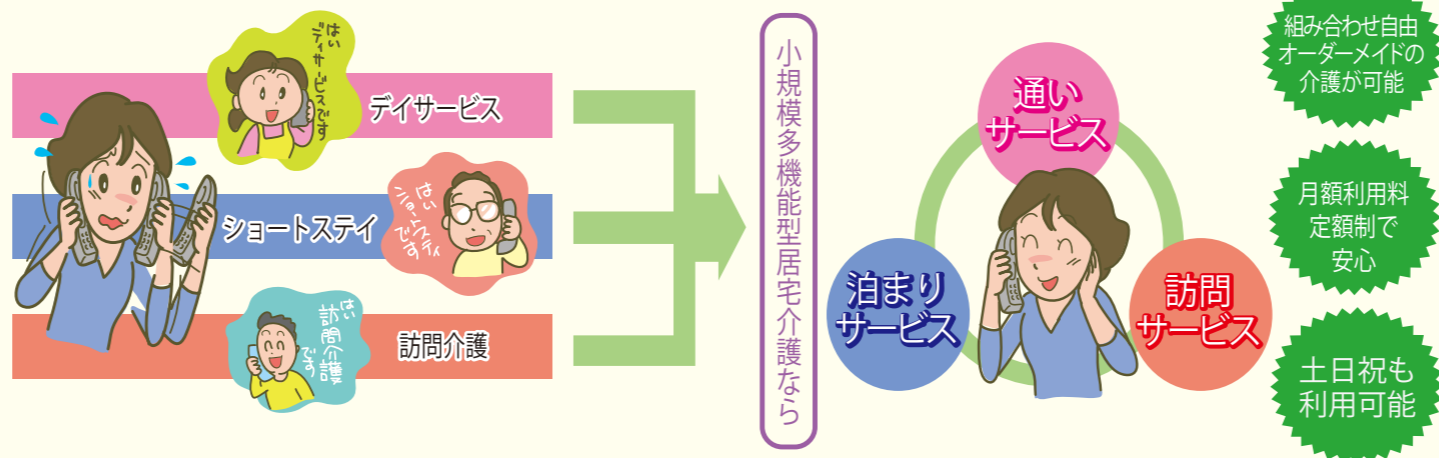 はい
デイサービスです
デイサービス
はい
ショートステイ
です
ショートステイ
はい
訪問介護
です
訪問介護
小規模多機能型居宅介護なら
通い
サービス
泊まり
サービス
訪問
サービス
組み合わせ自由
オーダーメイドの
介護が可能
月額利用料
定額制で
安心
土日祝も
利用可能